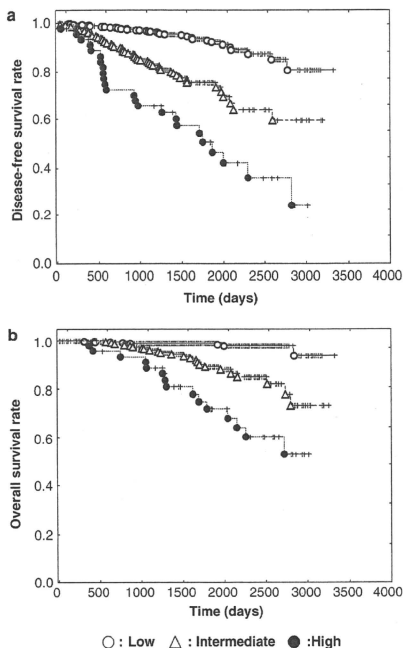 a
Disease-free survival rate
1.0
0.8
0.6
0.4
0.2
0.0
0 500 1000 1500 2000 2500 3000 3500 4000
Time (days)
b
Overall survival rate
1.0
0.8
0.6
0.4
0.2
0.0
0 500 1000 1500 2000 2500 3000 3500 4000
Time (days)
: Low : Intermediate :High